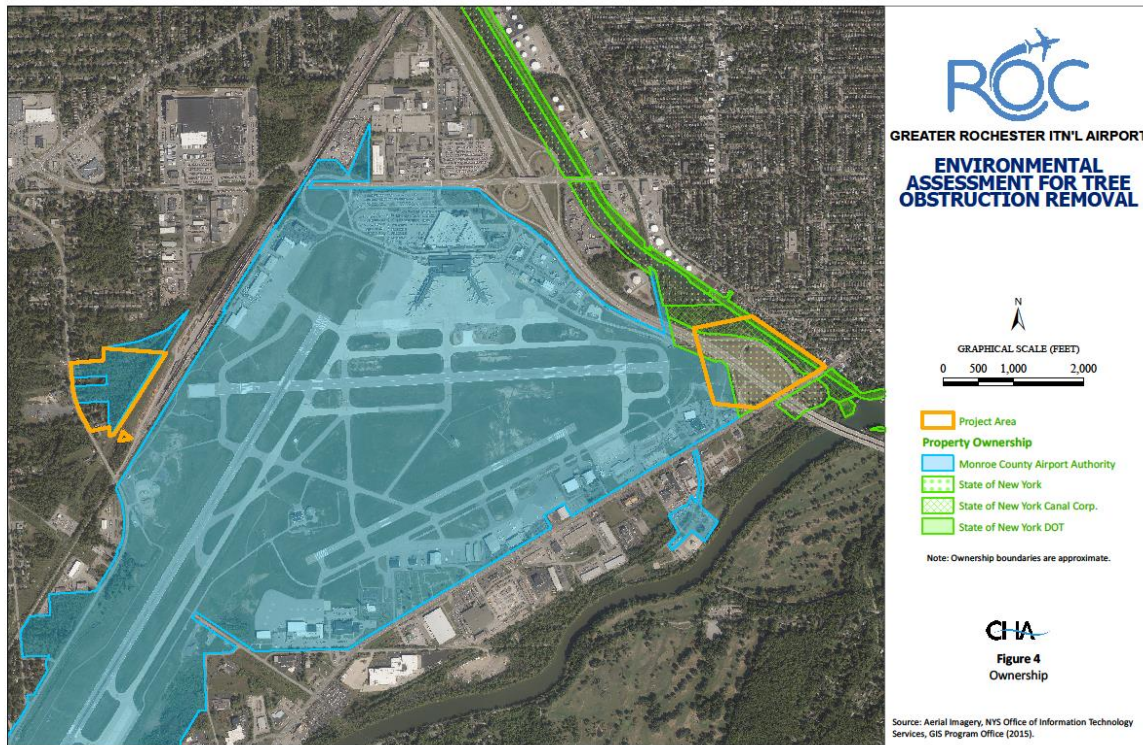 ROC
GREATER ROCHESTER ITN'L AIRPORT
ENVIRONMENTAL
ASSESSMENT FOR TREE
OBSTRUCTION REMOVAL
N
GRAPHICAL SCALE (FEET)
0 500 1,000 2,000
Project Area
Property Ownership
Monroe County Airport Authority
State of New York
State of New York Canal Corp.
State of New York DOT
Note: Ownership boundaries are approximate.
CHA
Figure 4
Ownership
Source: Aerial Imagery, NYS Office of Information Technology
Services, GIS Program Office (2015).